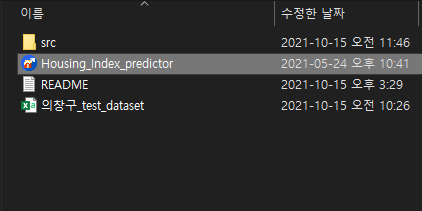 이름 수정한 날짜
src 2021-10-15 오전 11:46
Housing_Index_predictor 2021-05-24 오후 10:41
README 2021-10-15 오후 3:29
의창구_test_dataset 2021-10-15 오전 10:26